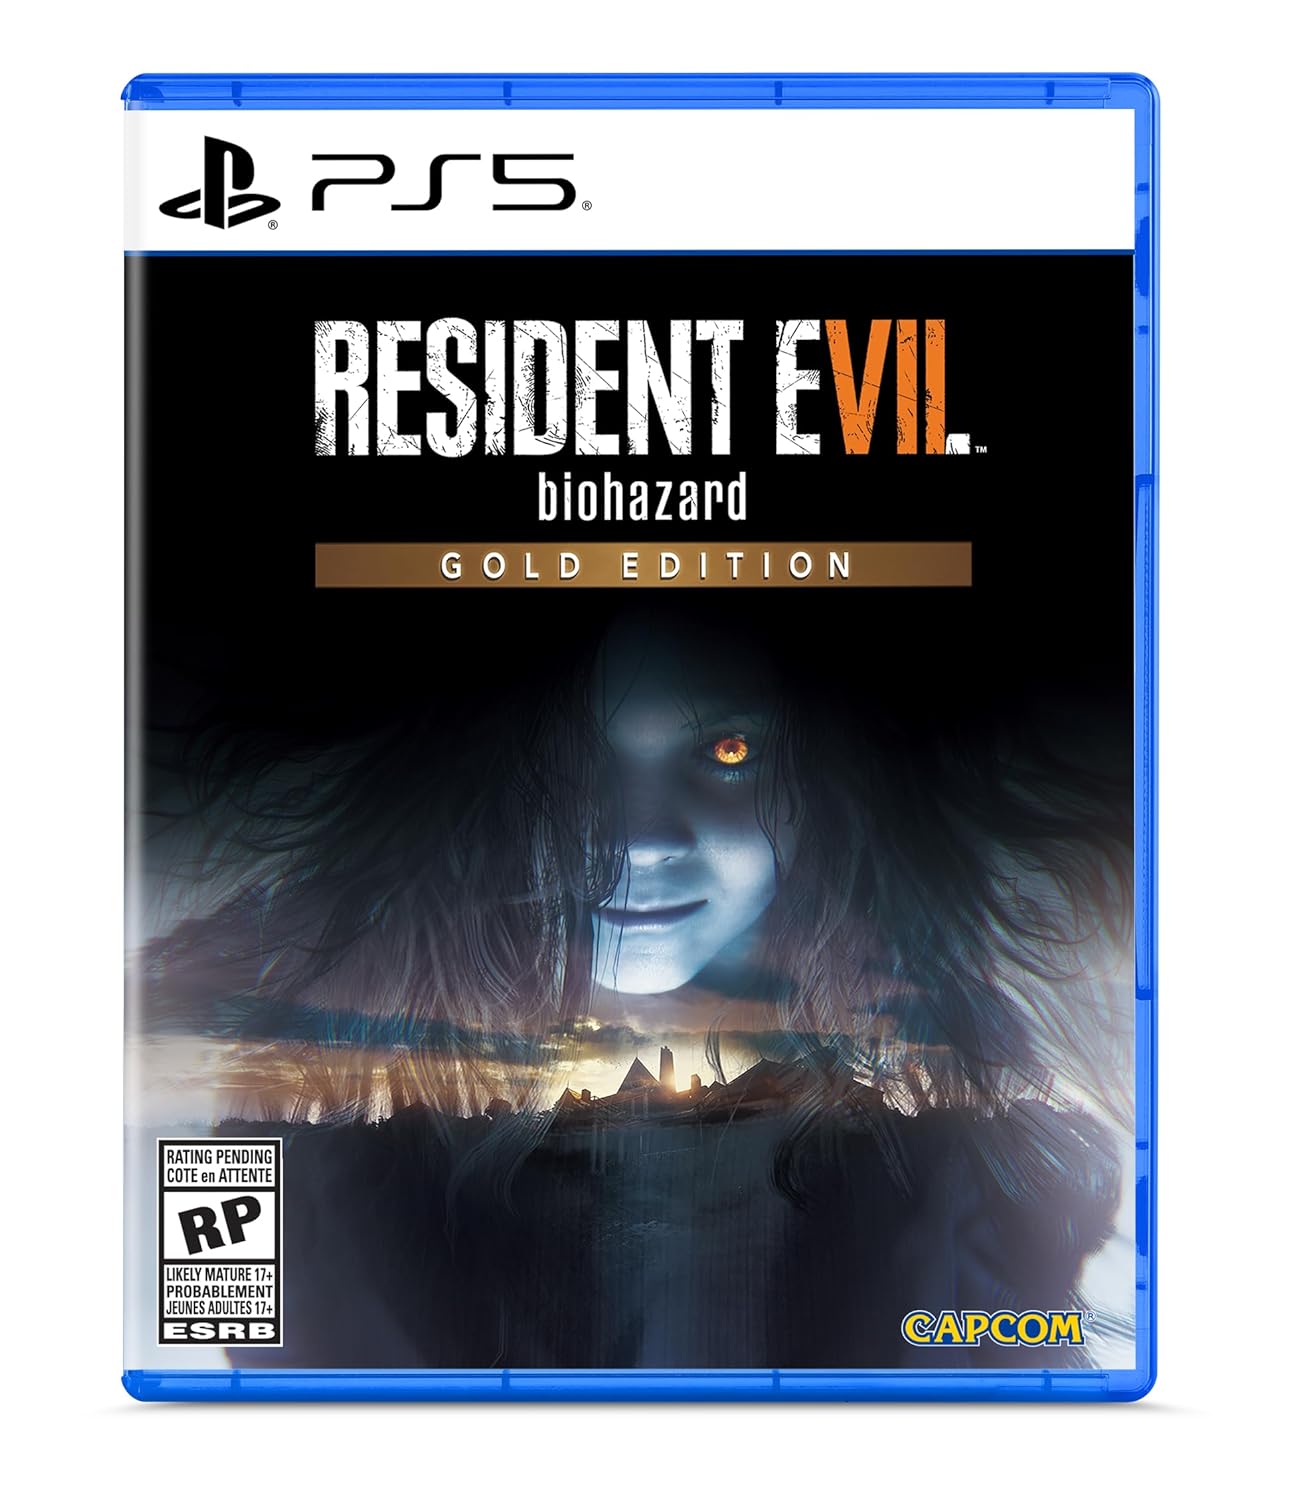 PS5®
RESIDENT EVIL™
biohazard
GOLD EDITION
RATING PENDING
COTE en ATTENTE
RP
LIKELY MATURE 17+
PROBABLEMENT
JEUNES ADULTES 17+
ESRB
CAPCOM®